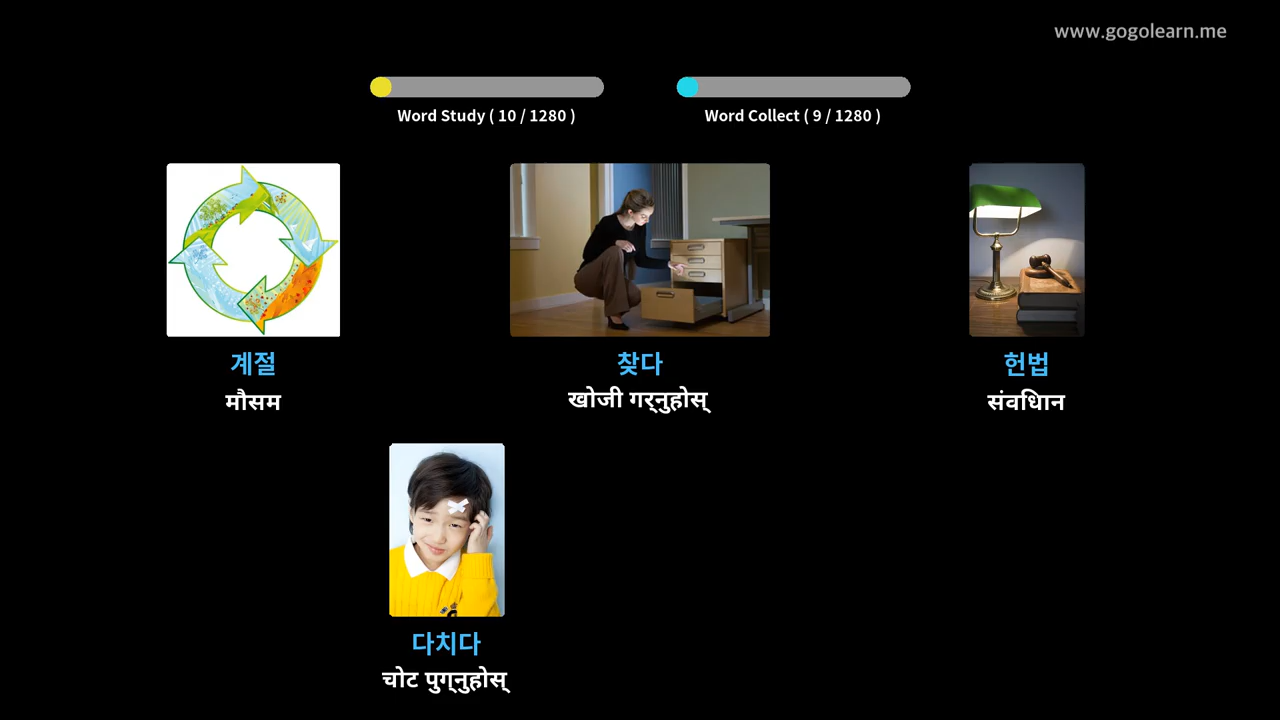 www.gogolearn.me
Word Study ( 10 / 1280 )
Word Collect ( 9 / 1280 )
계절
찾다
헌법
मौसम
खोजी गर्नुहोस्
संवधिान
다치다
चोट पुग्नुहोस्